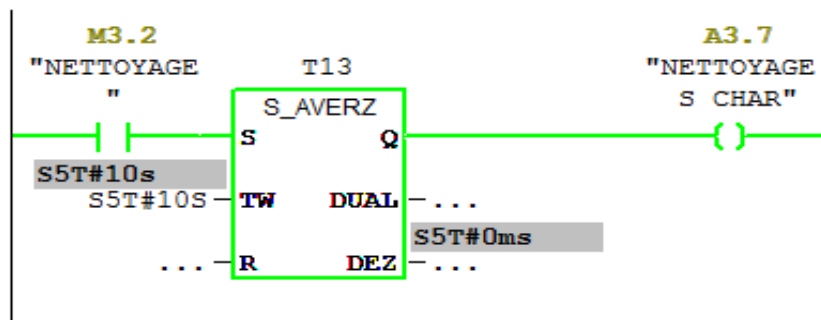 M3.2 A3.7
"NETTOYAGE T13 "NETTOYAGE
" S CHAR"
S_AVERZ
S Q
S5T#10s
S5T#10S TW DUAL ...
S5T#0ms
... R DEZ ...